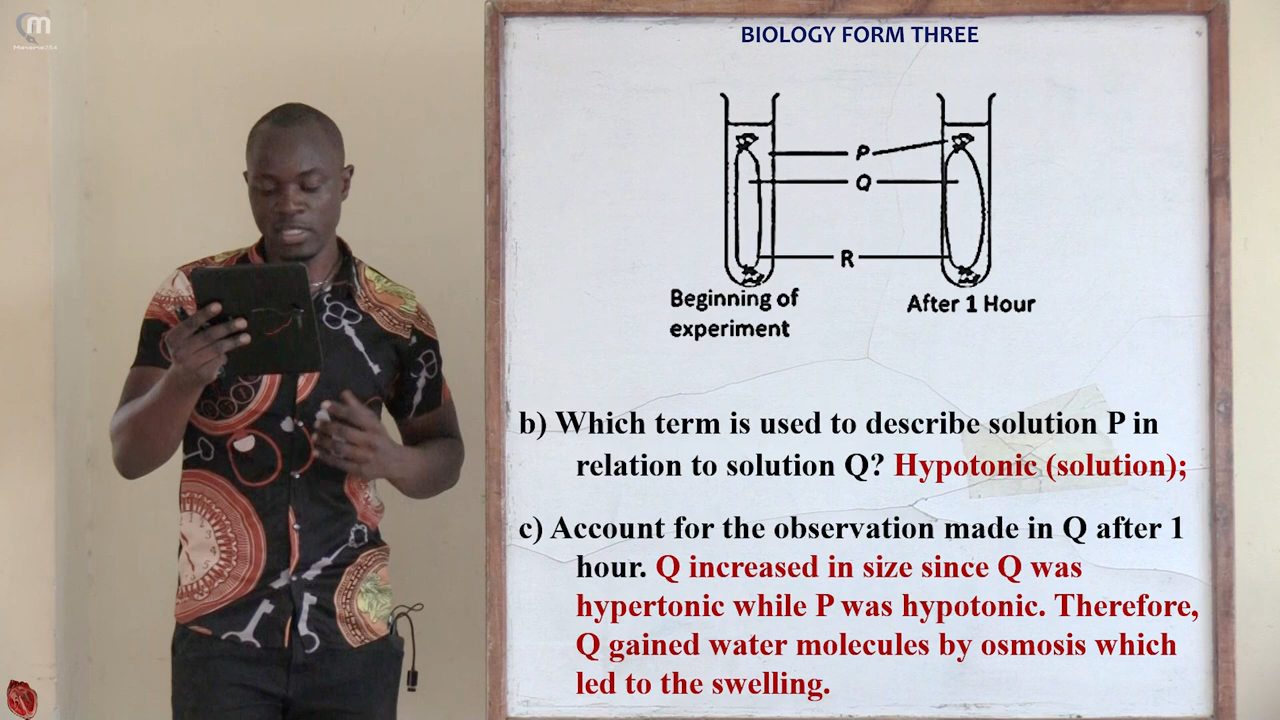 BIOLOGY FORM THREE
P
Q
R
Beginning of
experiment
After 1 Hour
b) Which term is used to describe solution P in
relation to solution Q? Hypotonic (solution);
c) Account for the observation made in Q after 1
hour. Q increased in size since Q was
hypertonic while P was hypotonic. Therefore,
Q gained water molecules by osmosis which
led to the swelling.